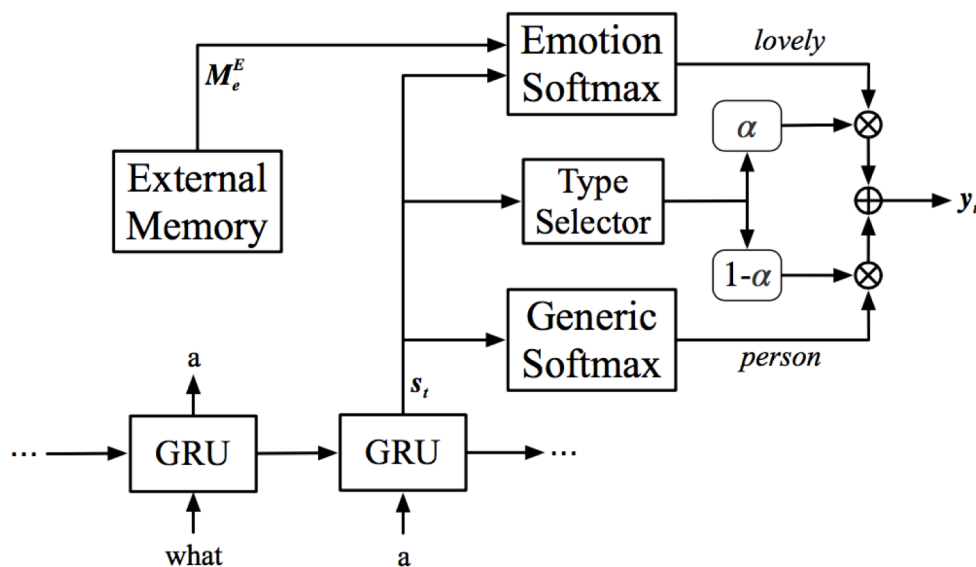 Emotion
Softmax
lovely
M_e^E
α
External
Memory
Type
Selector
y_t
1-α
Generic
Softmax
person
a
s_t
...
GRU
GRU
...
what
a